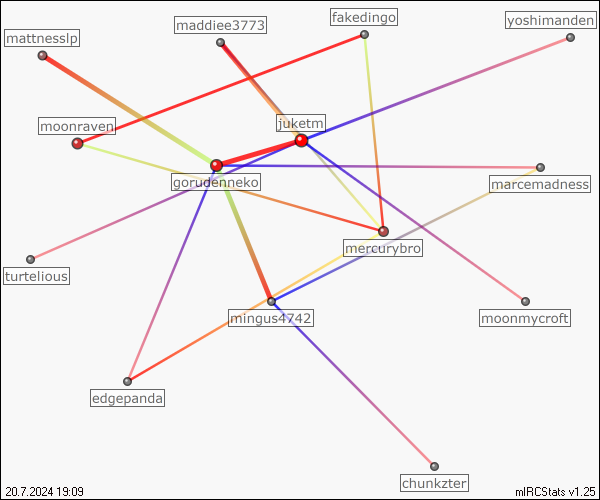 fakedingo
yoshimanden
maddiee3773
mattnesslp
juketm
moonraven
gorudenneko
marcemadness
mercurybro
turtelious
mingus4742
moonmycroft
edgepanda
chunkzter
20.7.2024 19:09
mIRCStats v1.25